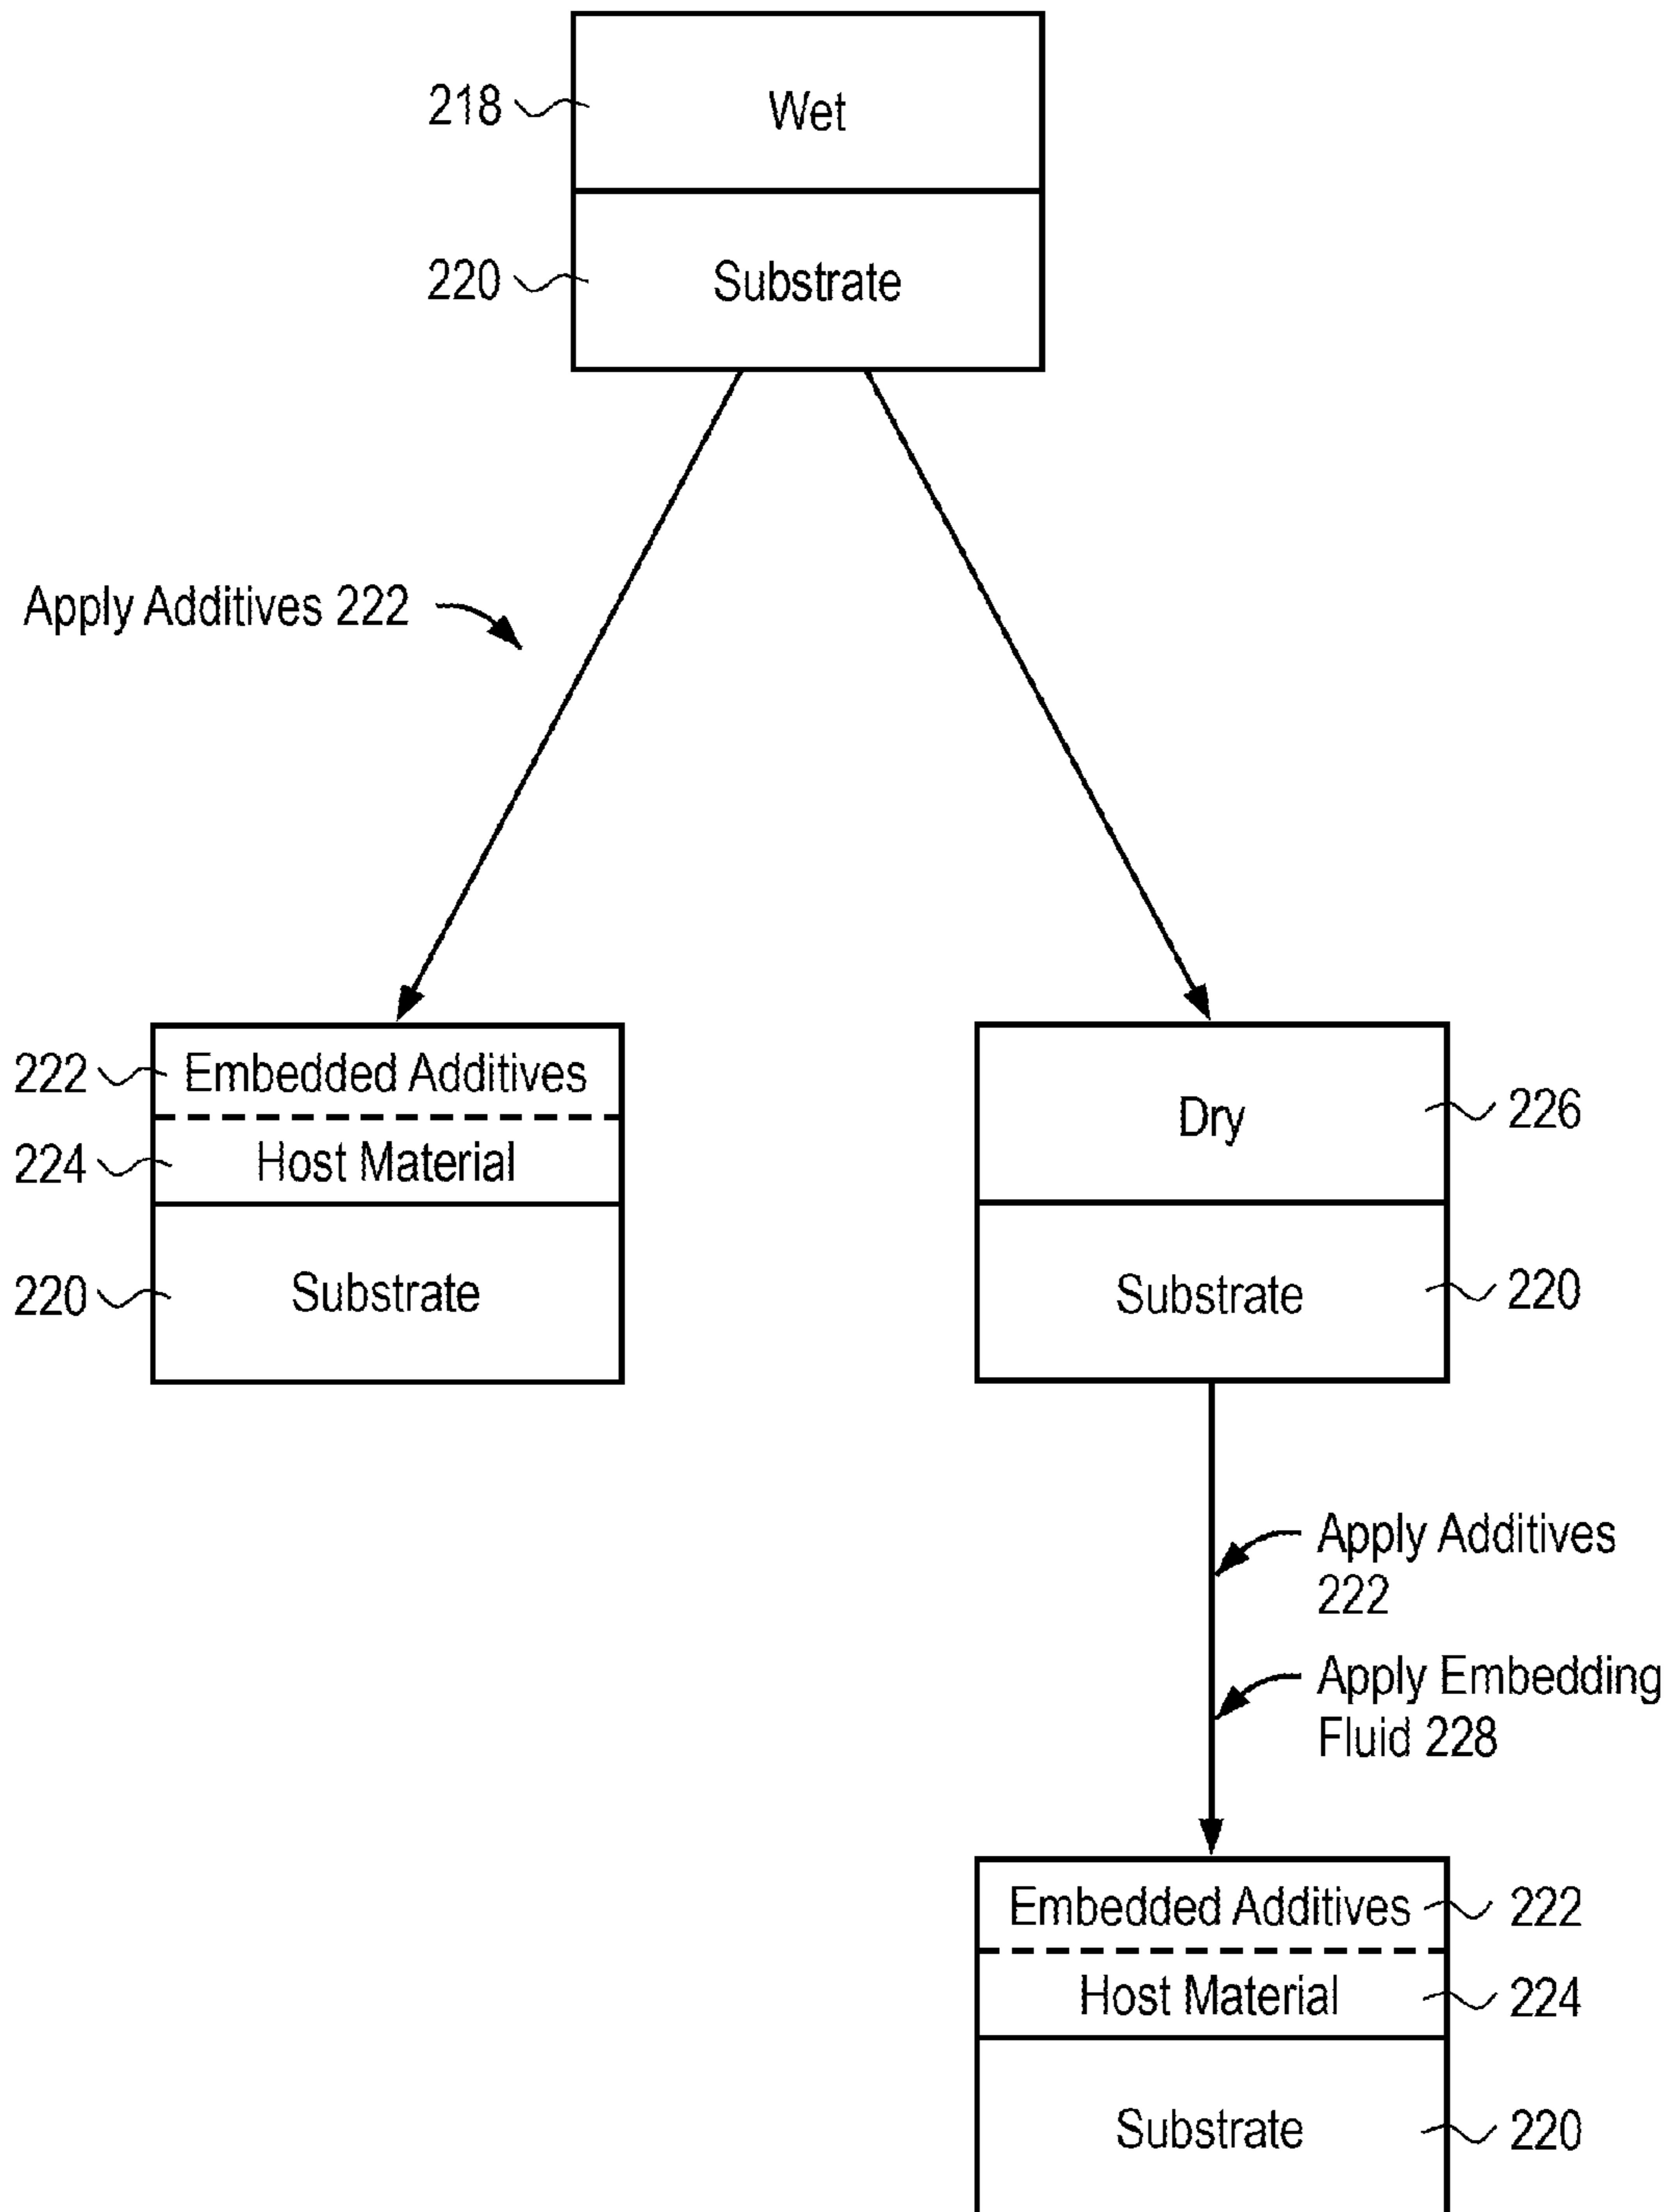 218
Wet
220
Substrate
Apply Additives 222
222
Embedded Additives
224
Host Material
220
Substrate
Dry
226
Substrate
220
Apply Additives
222
Apply Embedding
Fluid 228
Embedded Additives
222
Host Material
224
Substrate
220